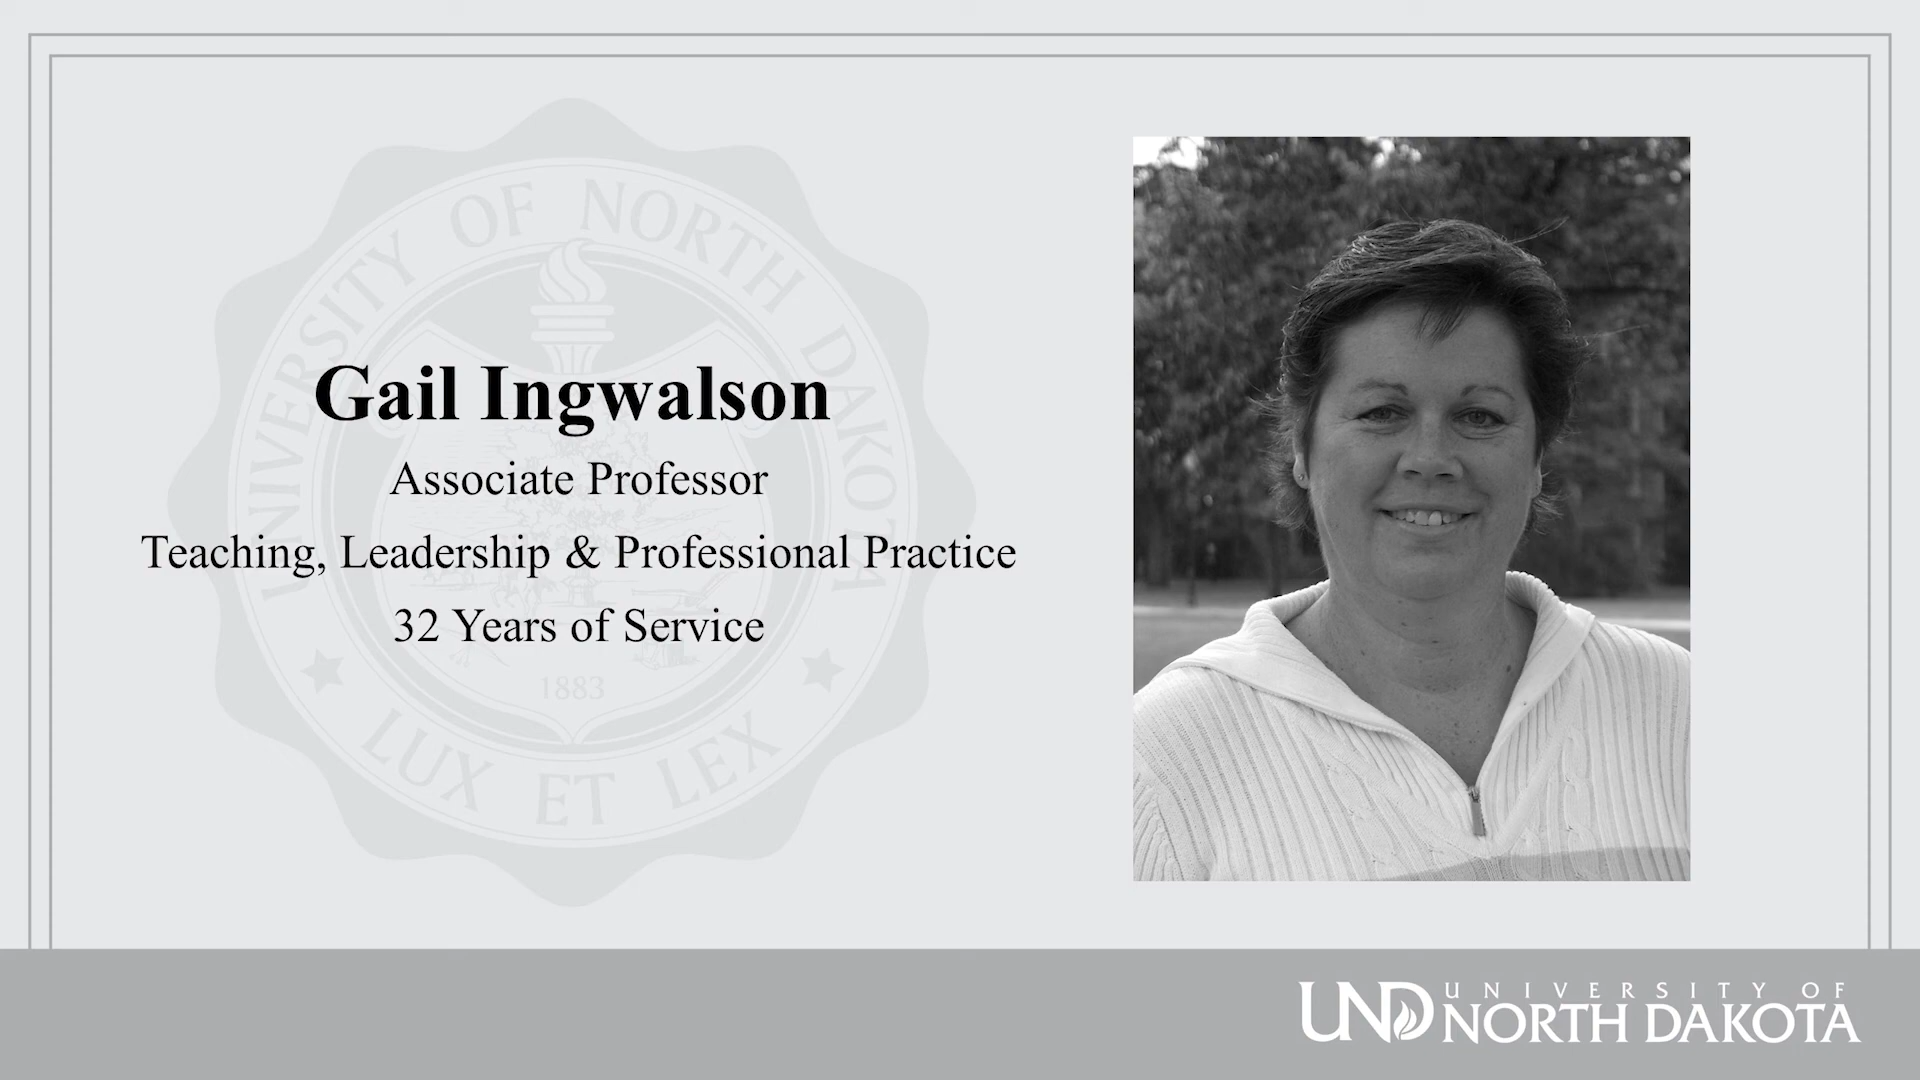 UNIVERSITY OF NORTH DAKOTA
Gail Ingwalson
Associate Professor
Teaching, Leadership & Professional Practice
32 Years of Service
1883
LUX ET LEX
UND
UNIVERSITY OF
NORTH DAKOTA